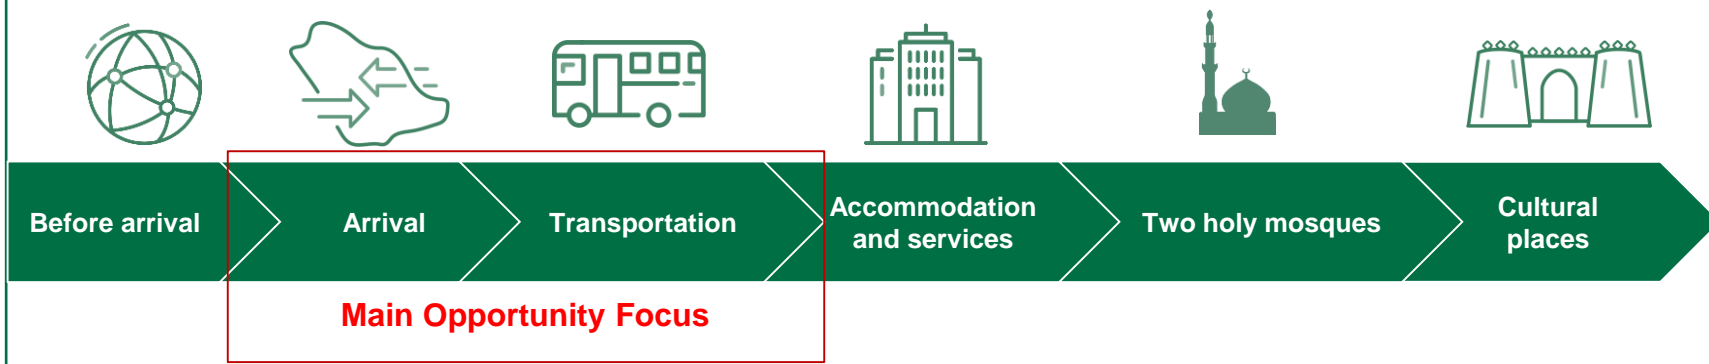 Before arrival
Arrival
Transportation
Accommodation
and services
Two holy mosques
Cultural
places
Main Opportunity Focus